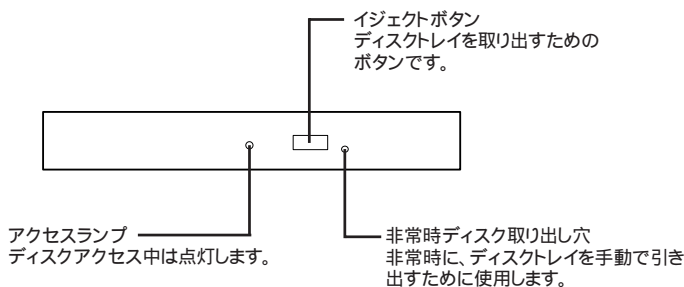 イジェクトボタン
ディスクトレイを取り出すための
ボタンです。
アクセスランプ
ディスクアクセス中は点灯します。
非常時ディスク取り出し穴
非常時に、ディスクトレイを手動で引き
出すために使用します。